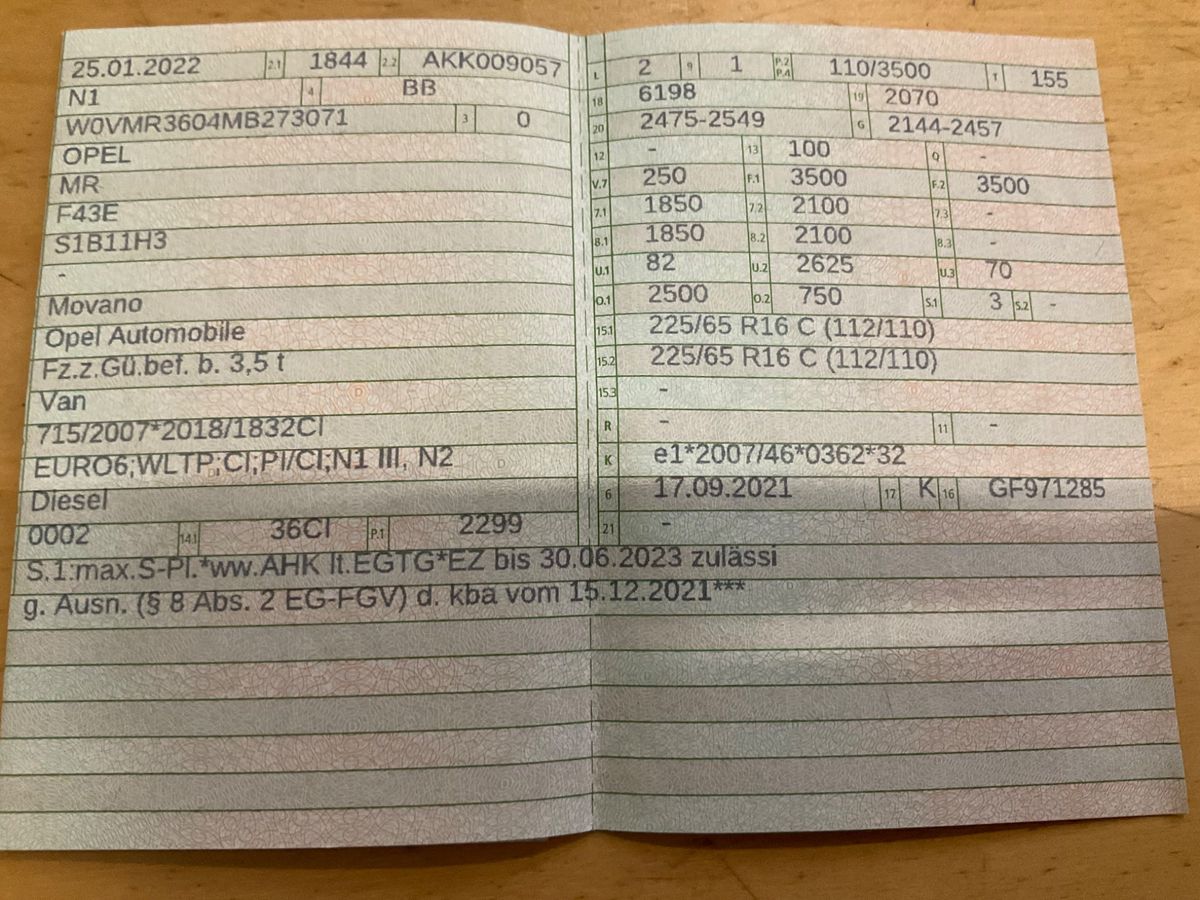 25.01.2022 2.1 1844 2.2 AKK009057
N1 4 BB
W0VMR3604MB273071 3 0
OPEL
MR
F43E
S1B11H3
-
Movano
Opel Automobile
Fz.z.Gü.bef. b. 3,5 t
Van
715/2007*2018/1832CI
EURO6;WLTP;CI;PI/CI;N1 III, N2
Diesel
0002 14.1 36CI P.1 2299
L 2 9 1 P.2 P.4 110/3500 T 155
18 6198 19 2070
20 2475-2549 G 2144-2457
12 - 13 100 Q -
V.7 250 F.1 3500 F.2 3500
7.1 1850 7.2 2100 7.3 -
8.1 1850 8.2 2100 8.3 -
U.1 82 U.2 2625 U.3 70
O.1 2500 O.2 750 S.1 3 S.2 -
15.1 225/65 R16 C (112/110)
15.2 225/65 R16 C (112/110)
15.3 -
R - 11 -
K e1*2007/46*0362*32
6 17.09.2021 17 K 16 GF971285
21 -
S.1:max.S-Pl.*ww.AHK lt.EGTG*EZ bis 30.06.2023 zulässi
g. Ausn. (§ 8 Abs. 2 EG-FGV) d. kba vom 15.12.2021***